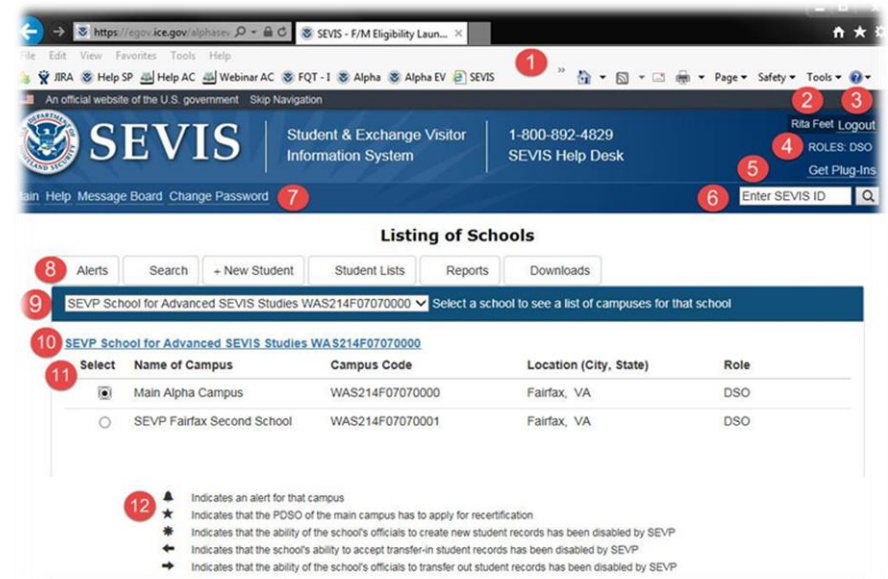 https://egov.ice.gov/alphasev
SEVIS - F/M Eligibility Laun...
File Edit View Favorites Tools Help
JIRA Help SP Help AC Webinar AC FQT - I Alpha Alpha EV SEVIS 1 » Page Safety Tools
An official website of the U.S. government Skip Navigation 2 3
SEVIS
Student & Exchange Visitor
Information System
1-800-892-4829
SEVIS Help Desk
Rita Feet Logout
4 ROLES: DSO
5 Get Plug-Ins
Main Help Message Board Change Password 7 6 Enter SEVIS ID
Listing of Schools
8 Alerts Search + New Student Student Lists Reports Downloads
9 SEVP School for Advanced SEVIS Studies WAS214F07070000 Select a school to see a list of campuses for that school
10 SEVP School for Advanced SEVIS Studies WAS214F07070000
11 Select Name of Campus Campus Code Location (City, State) Role
Main Alpha Campus WAS214F07070000 Fairfax, VA DSO
SEVP Fairfax Second School WAS214F07070001 Fairfax, VA DSO
12 Indicates an alert for that campus
Indicates that the PDSO of the main campus has to apply for recertification
Indicates that the ability of the school's officials to create new student records has been disabled by SEVP
Indicates that the school's ability to accept transfer-in student records has been disabled by SEVP
Indicates that the ability of the school's officials to transfer out student records has been disabled by SEVP